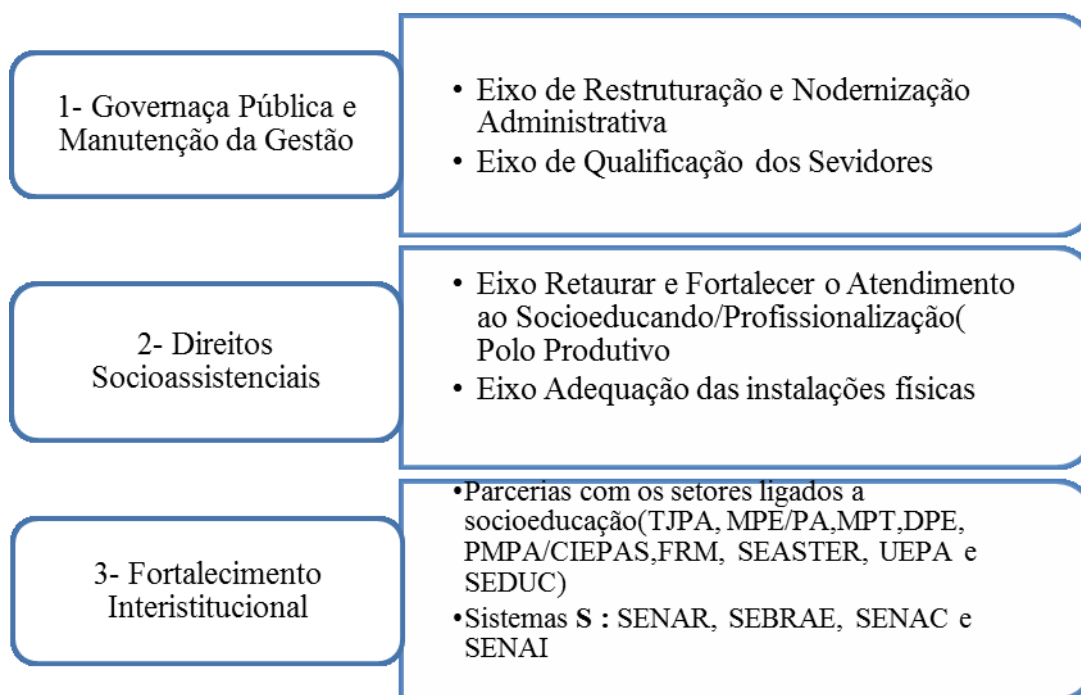 1- Governaça Pública e
Manutenção da Gestão
• Eixo de Restruturação e Nodernização
Administrativa
• Eixo de Qualificação dos Sevidores
2- Direitos
Socioassistenciais
• Eixo Retaurar e Fortalecer o Atendimento
ao Socioeducando/Profissionalização(
Polo Produtivo
• Eixo Adequação das instalações físicas
3- Fortalecimento
Interistitucional
•Parcerias com os setores ligados a
socioeducação(TJPA, MPE/PA,MPT,DPE,
PMPA/CIEPAS,FRM, SEASTER, UEPA e
SEDUC)
•Sistemas S : SENAR, SEBRAE, SENAC e
SENAI